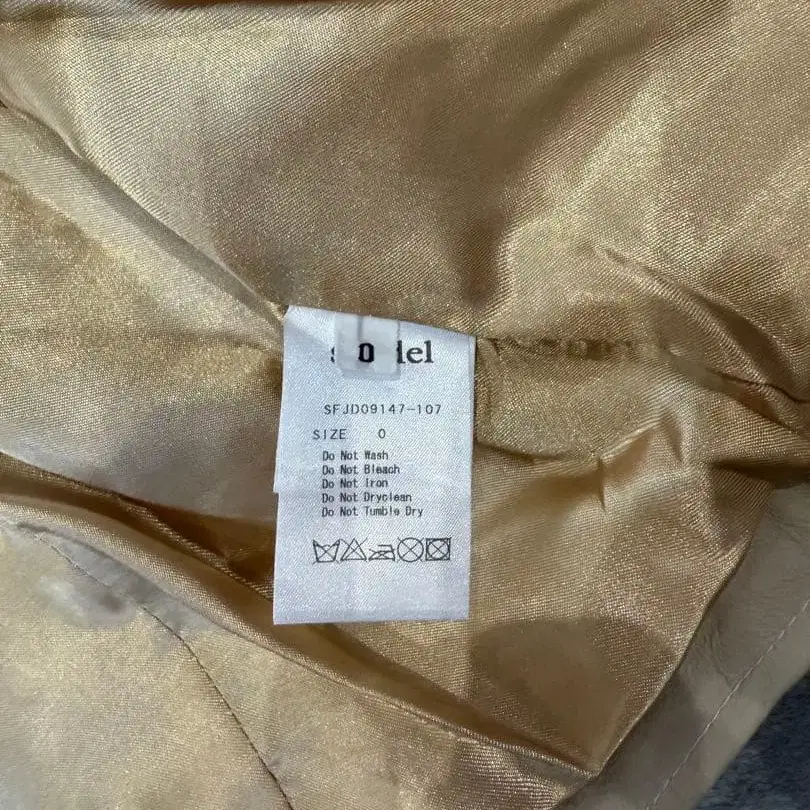 0
SFJD09147-107
SIZE 0
Do Not Wash
Do Not Bleach
Do Not Iron
Do Not Dryclean
Do Not Tumble Dry